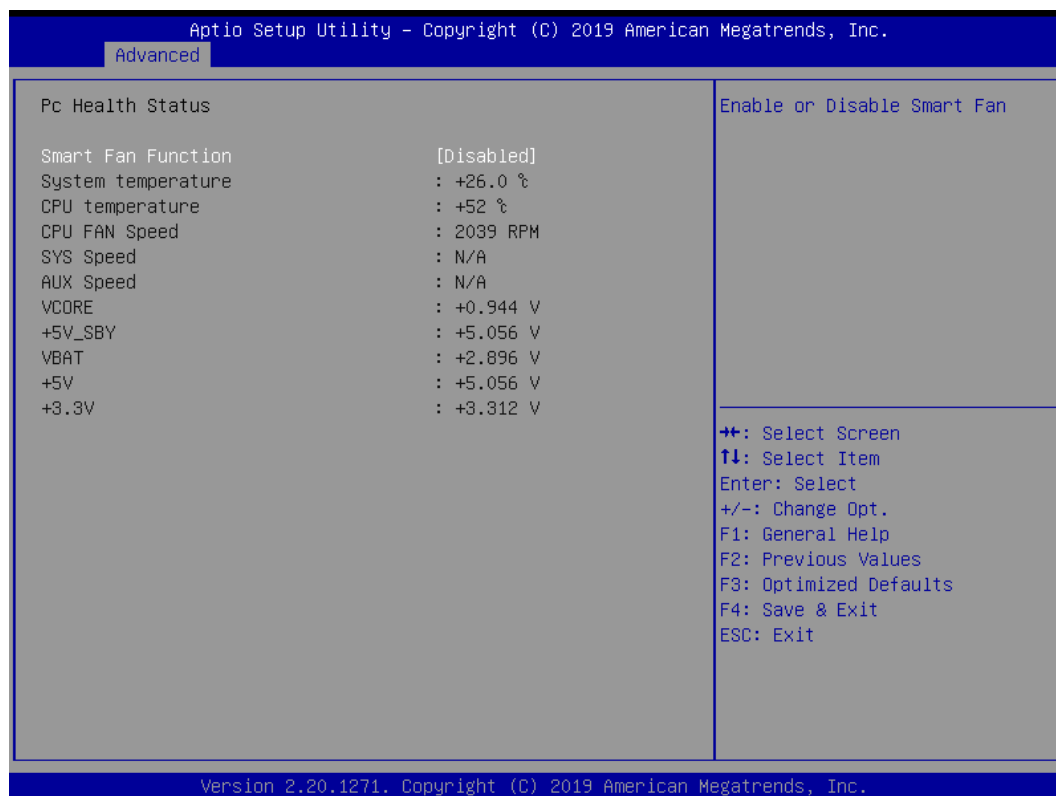 Aptio Setup Utility – Copyright (C) 2019 American Megatrends, Inc.
Advanced
Pc Health Status
Smart Fan Function [Disabled]
System temperature : +26.0 ℃
CPU temperature : +52 ℃
CPU FAN Speed : 2039 RPM
SYS Speed : N/A
AUX Speed : N/A
VCORE : +0.944 V
+5V_SBY : +5.056 V
VBAT : +2.896 V
+5V : +5.056 V
+3.3V : +3.312 V
Enable or Disable Smart Fan
→←: Select Screen
↑↓: Select Item
Enter: Select
+/-: Change Opt.
F1: General Help
F2: Previous Values
F3: Optimized Defaults
F4: Save & Exit
ESC: Exit
Version 2.20.1271. Copyright (C) 2019 American Megatrends, Inc.